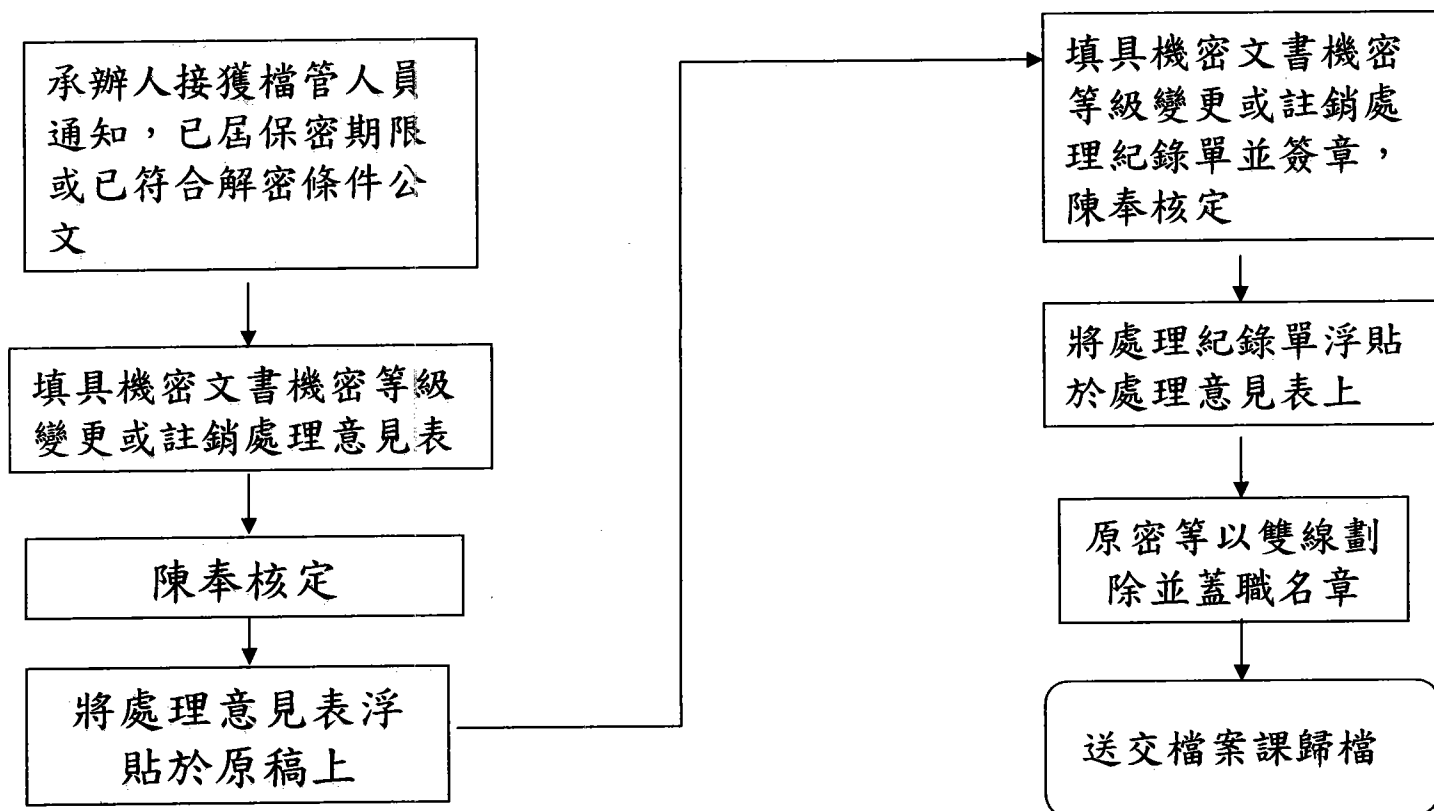 承辦人接獲檔管人員
通知，已屆保密期限
或已符合解密條件公
文
填具機密文書機密等級
變更或註銷處理意見表
陳奉核定
將處理意見表浮
貼於原稿上
填具機密文書機密
等級變更或註銷處
理紀錄單並簽章，
陳奉核定
將處理紀錄單浮貼
於處理意見表上
原密等以雙線劃
除並蓋職名章
送交檔案課歸檔